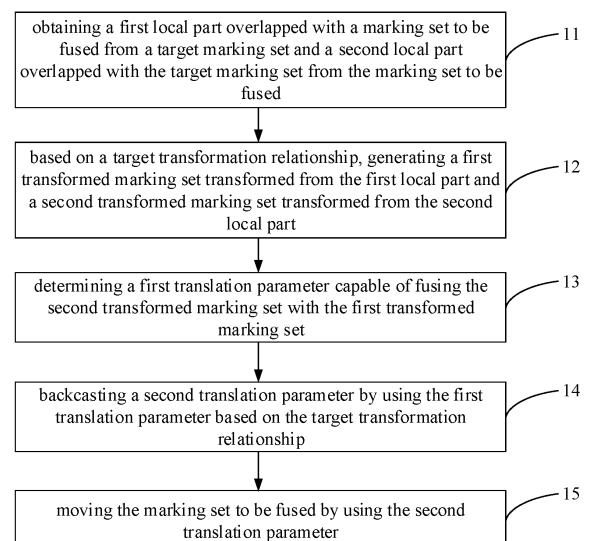 obtaining a first local part overlapped with a marking set to be
fused from a target marking set and a second local part
overlapped with the target marking set from the marking set to be
fused
11
based on a target transformation relationship, generating a first
transformed marking set transformed from the first local part and
a second transformed marking set transformed from the second
local part
12
determining a first translation parameter capable of fusing the
second transformed marking set with the first transformed
marking set
13
backcasting a second translation parameter by using the first
translation parameter based on the target transformation
relationship
14
moving the marking set to be fused by using the second
translation parameter
15